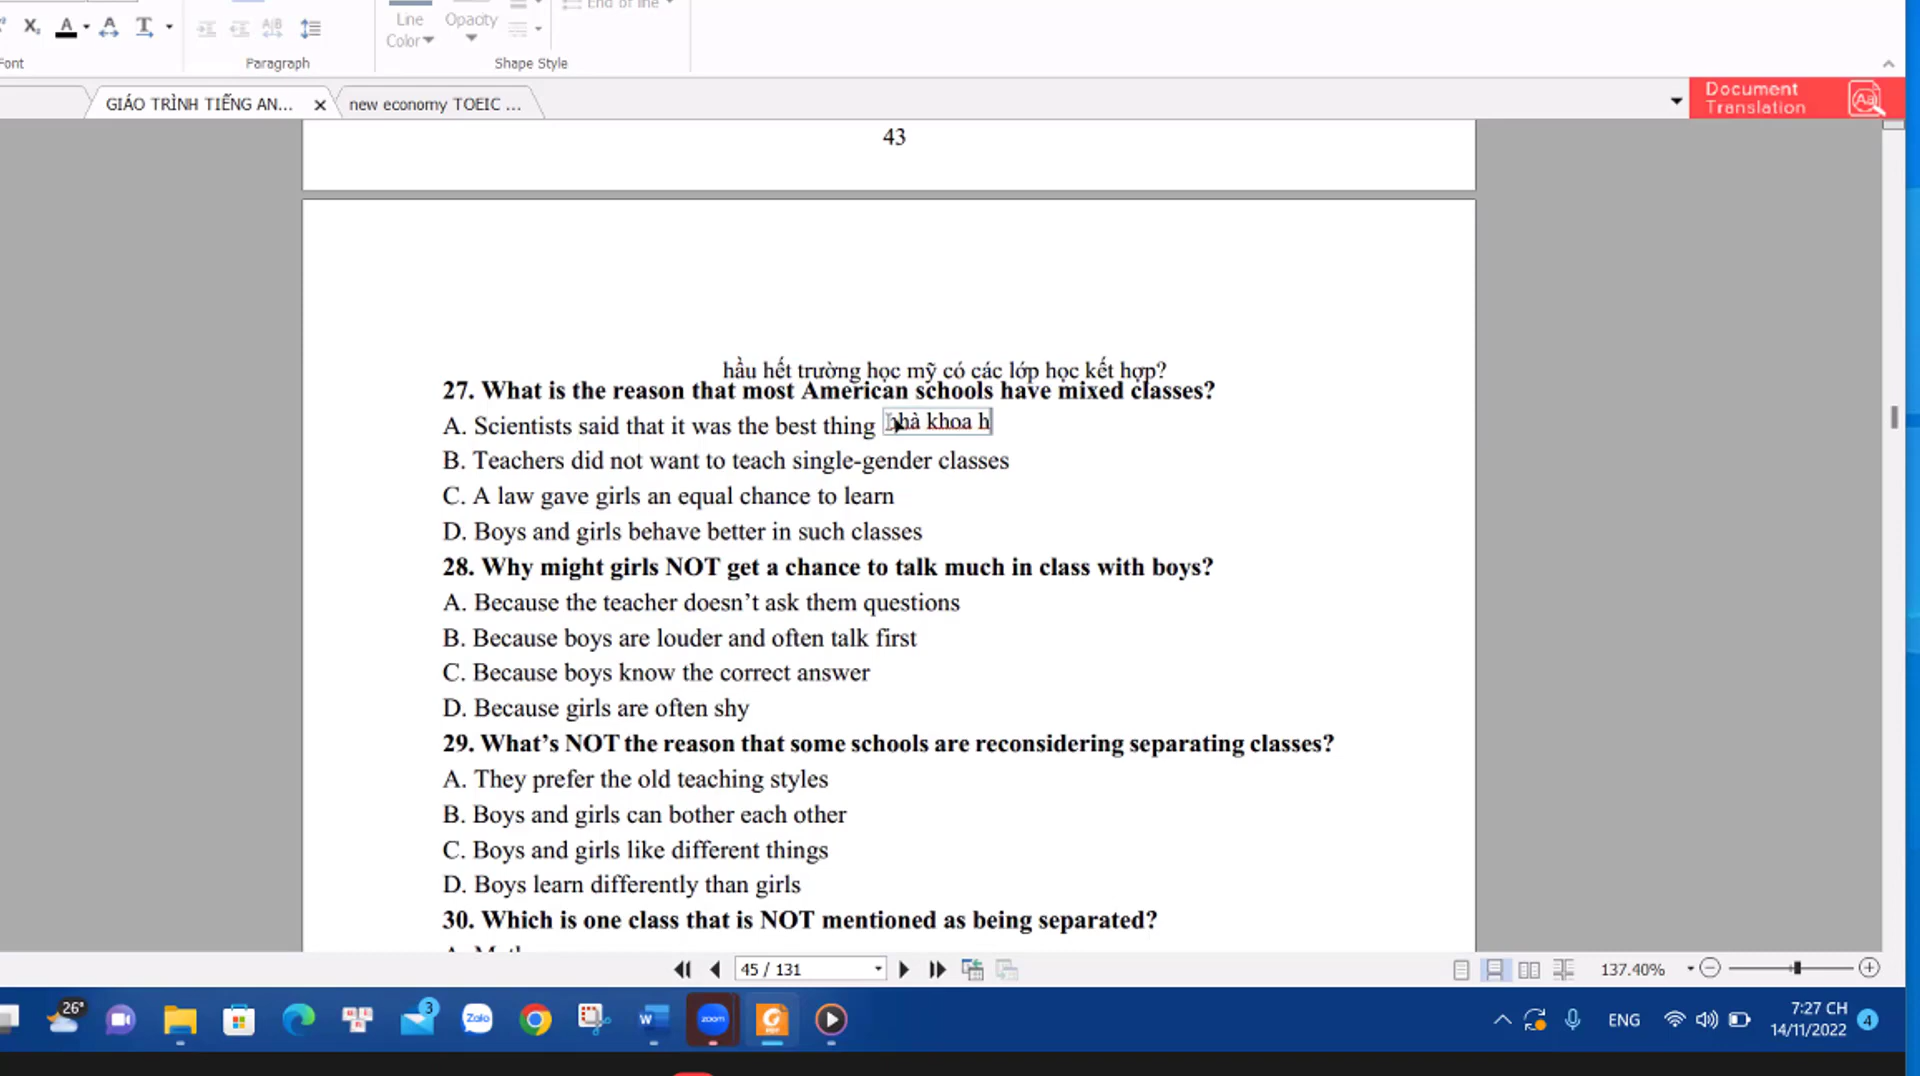 End of line
Line
Color
Opacity
Font
Paragraph
Shape Style
GIÁO TRÌNH TIẾNG AN...
new economy TOEIC ...
Document
Translation
43
hầu hết trường học mỹ có các lớp học kết hợp?
27. What is the reason that most American schools have mixed classes?
A. Scientists said that it was the best thing nhà khoa h
B. Teachers did not want to teach single-gender classes
C. A law gave girls an equal chance to learn
D. Boys and girls behave better in such classes
28. Why might girls NOT get a chance to talk much in class with boys?
A. Because the teacher doesn’t ask them questions
B. Because boys are louder and often talk first
C. Because boys know the correct answer
D. Because girls are often shy
29. What’s NOT the reason that some schools are reconsidering separating classes?
A. They prefer the old teaching styles
B. Boys and girls can bother each other
C. Boys and girls like different things
D. Boys learn differently than girls
30. Which is one class that is NOT mentioned as being separated?
45 / 131
137.40%
26°
3
Zalo
zoom
ENG
7:27 CH
14/11/2022
4